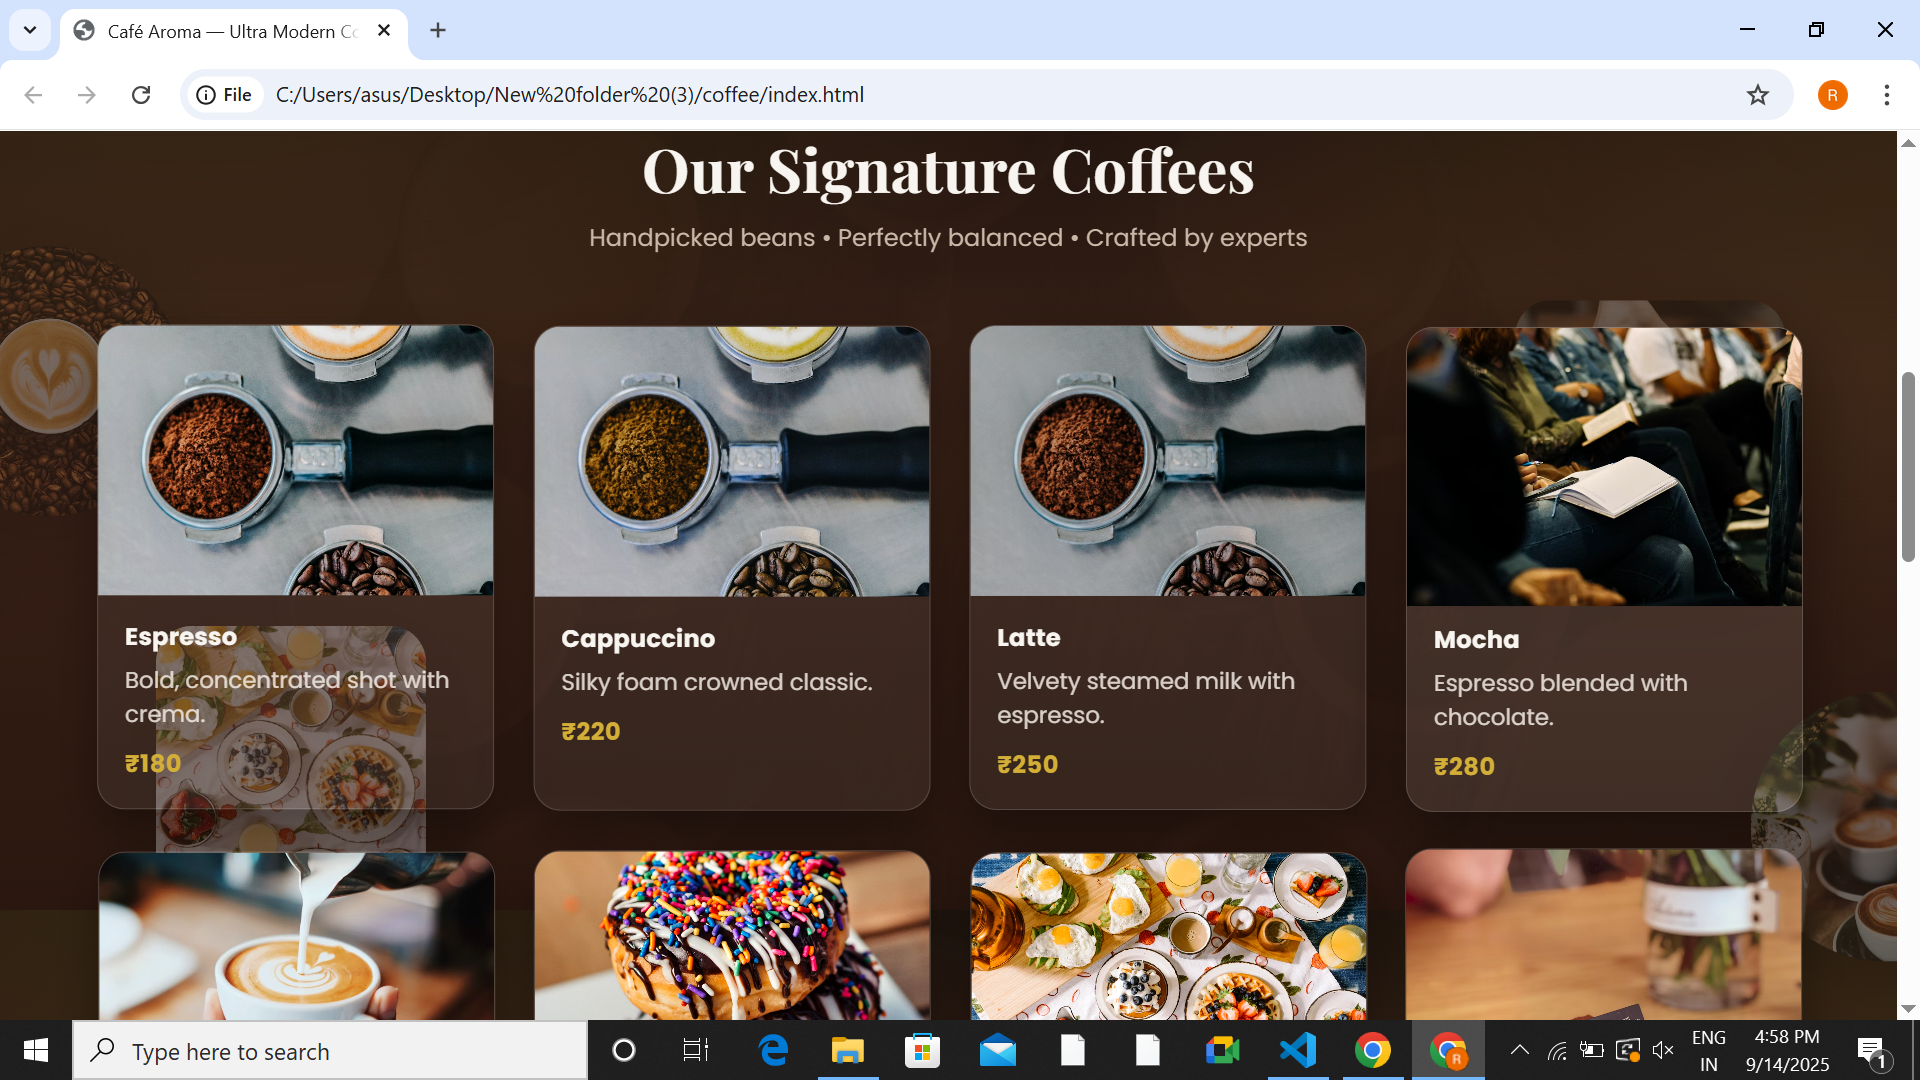 Café Aroma — Ultra Modern Co
File
C:/Users/asus/Desktop/New%20folder%20(3)/coffee/index.html
R
Our Signature Coffees
Handpicked beans • Perfectly balanced • Crafted by experts
Espresso
Bold, concentrated shot with
crema.
₹180
Cappuccino
Silky foam crowned classic.
₹220
Latte
Velvety steamed milk with
espresso.
₹250
Mocha
Espresso blended with
chocolate.
₹280
Type here to search
R
ENG
IN
4:58 PM
9/14/2025
1